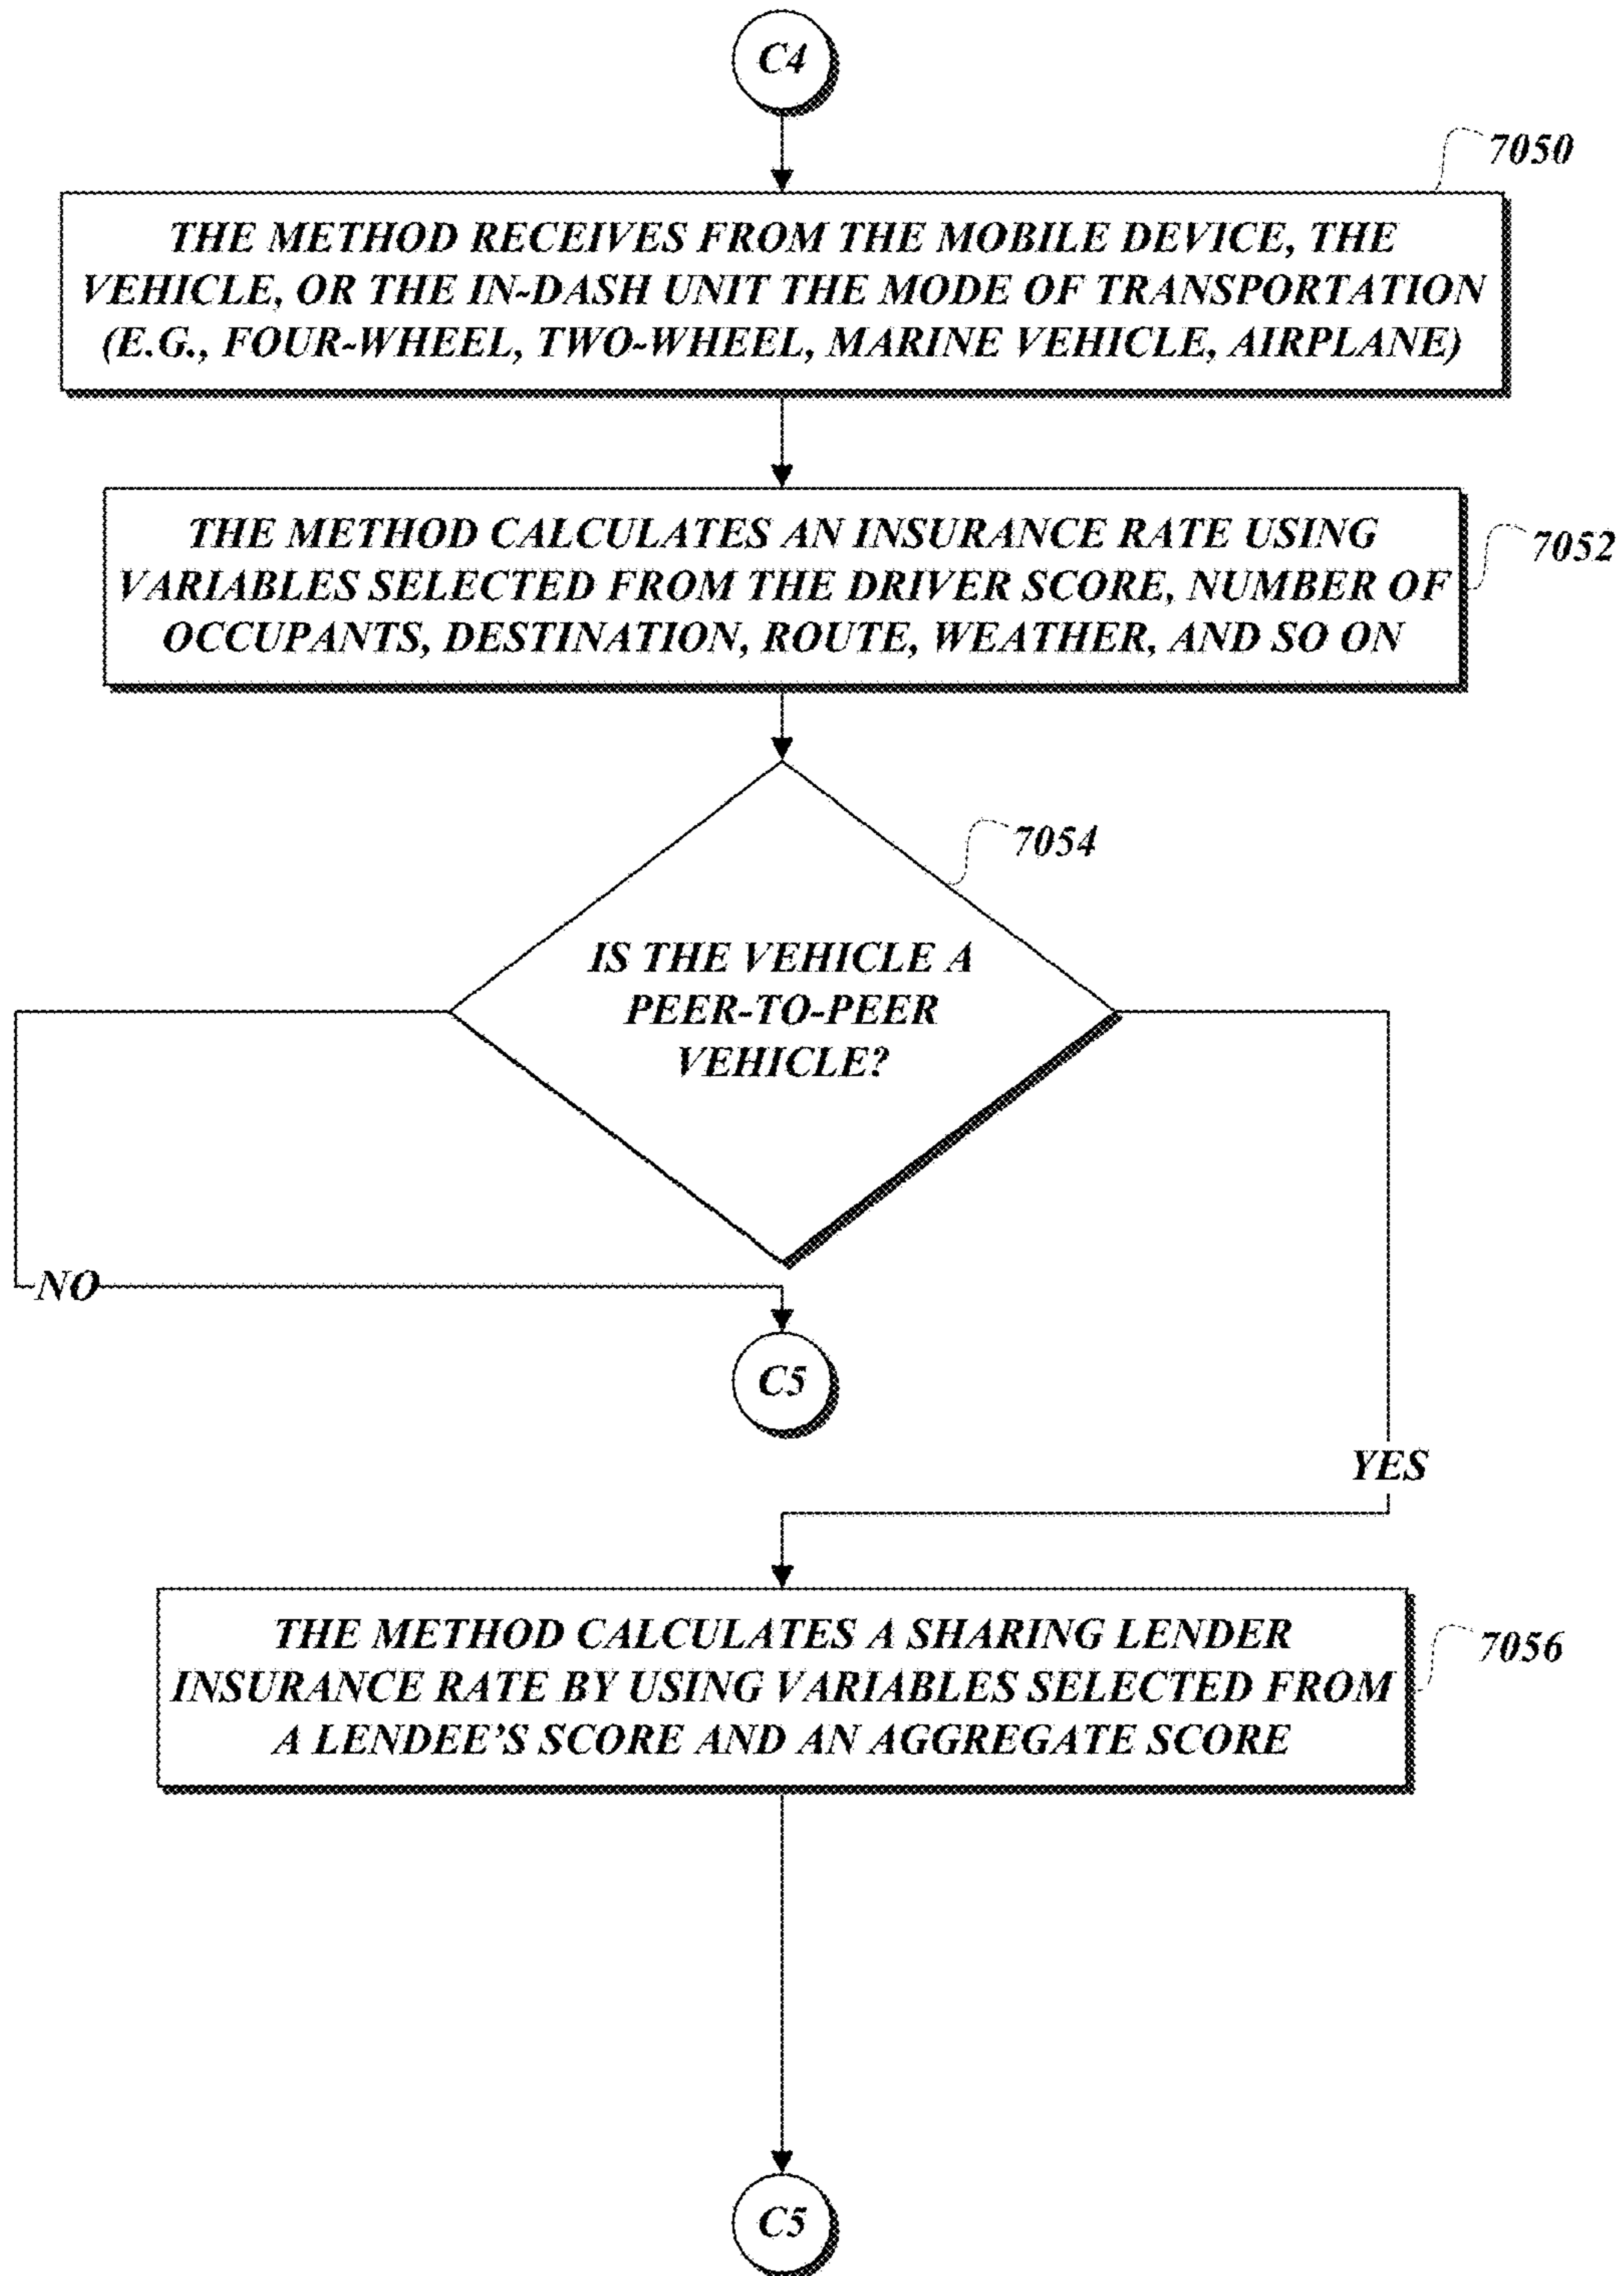 C4
7050
THE METHOD RECEIVES FROM THE MOBILE DEVICE, THE
VEHICLE, OR THE IN-DASH UNIT THE MODE OF TRANSPORTATION
(E.G., FOUR-WHEEL, TWO-WHEEL, MARINE VEHICLE, AIRPLANE)
THE METHOD CALCULATES AN INSURANCE RATE USING
7052
VARIABLES SELECTED FROM THE DRIVER SCORE, NUMBER OF
OCCUPANTS, DESTINATION, ROUTE, WEATHER, AND SO ON
7054
IS THE VEHICLE A
PEER-TO-PEER
VEHICLE?
NO
C5
YES
THE METHOD CALCULATES A SHARING LENDER
7056
INSURANCE RATE BY USING VARIABLES SELECTED FROM
A LENDEE'S SCORE AND AN AGGREGATE SCORE
C5